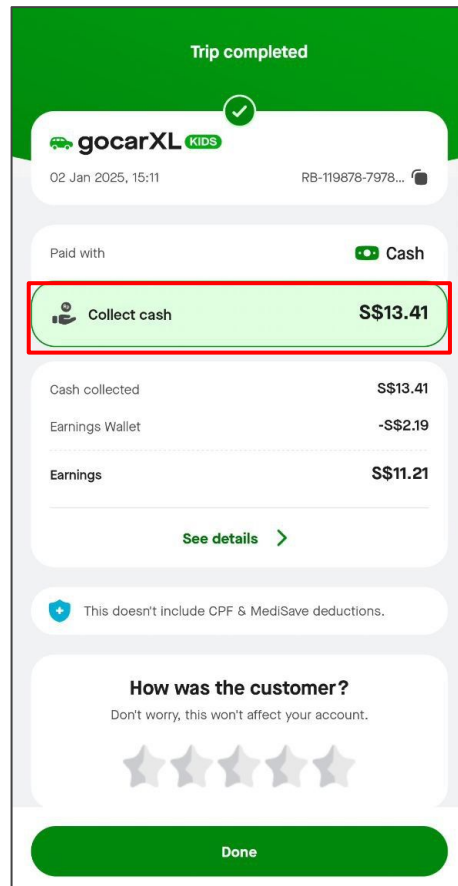 Trip completed
gocarXL KIDS
02 Jan 2025, 15:11 RB-119878-7978...
Paid with Cash
Rp Collect cash S$13.41
Cash collected S$13.41
Earnings Wallet -S$2.19
Earnings S$11.21
See details
This doesn't include CPF & MediSave deductions.
How was the customer?
Don't worry, this won't affect your account.
Done